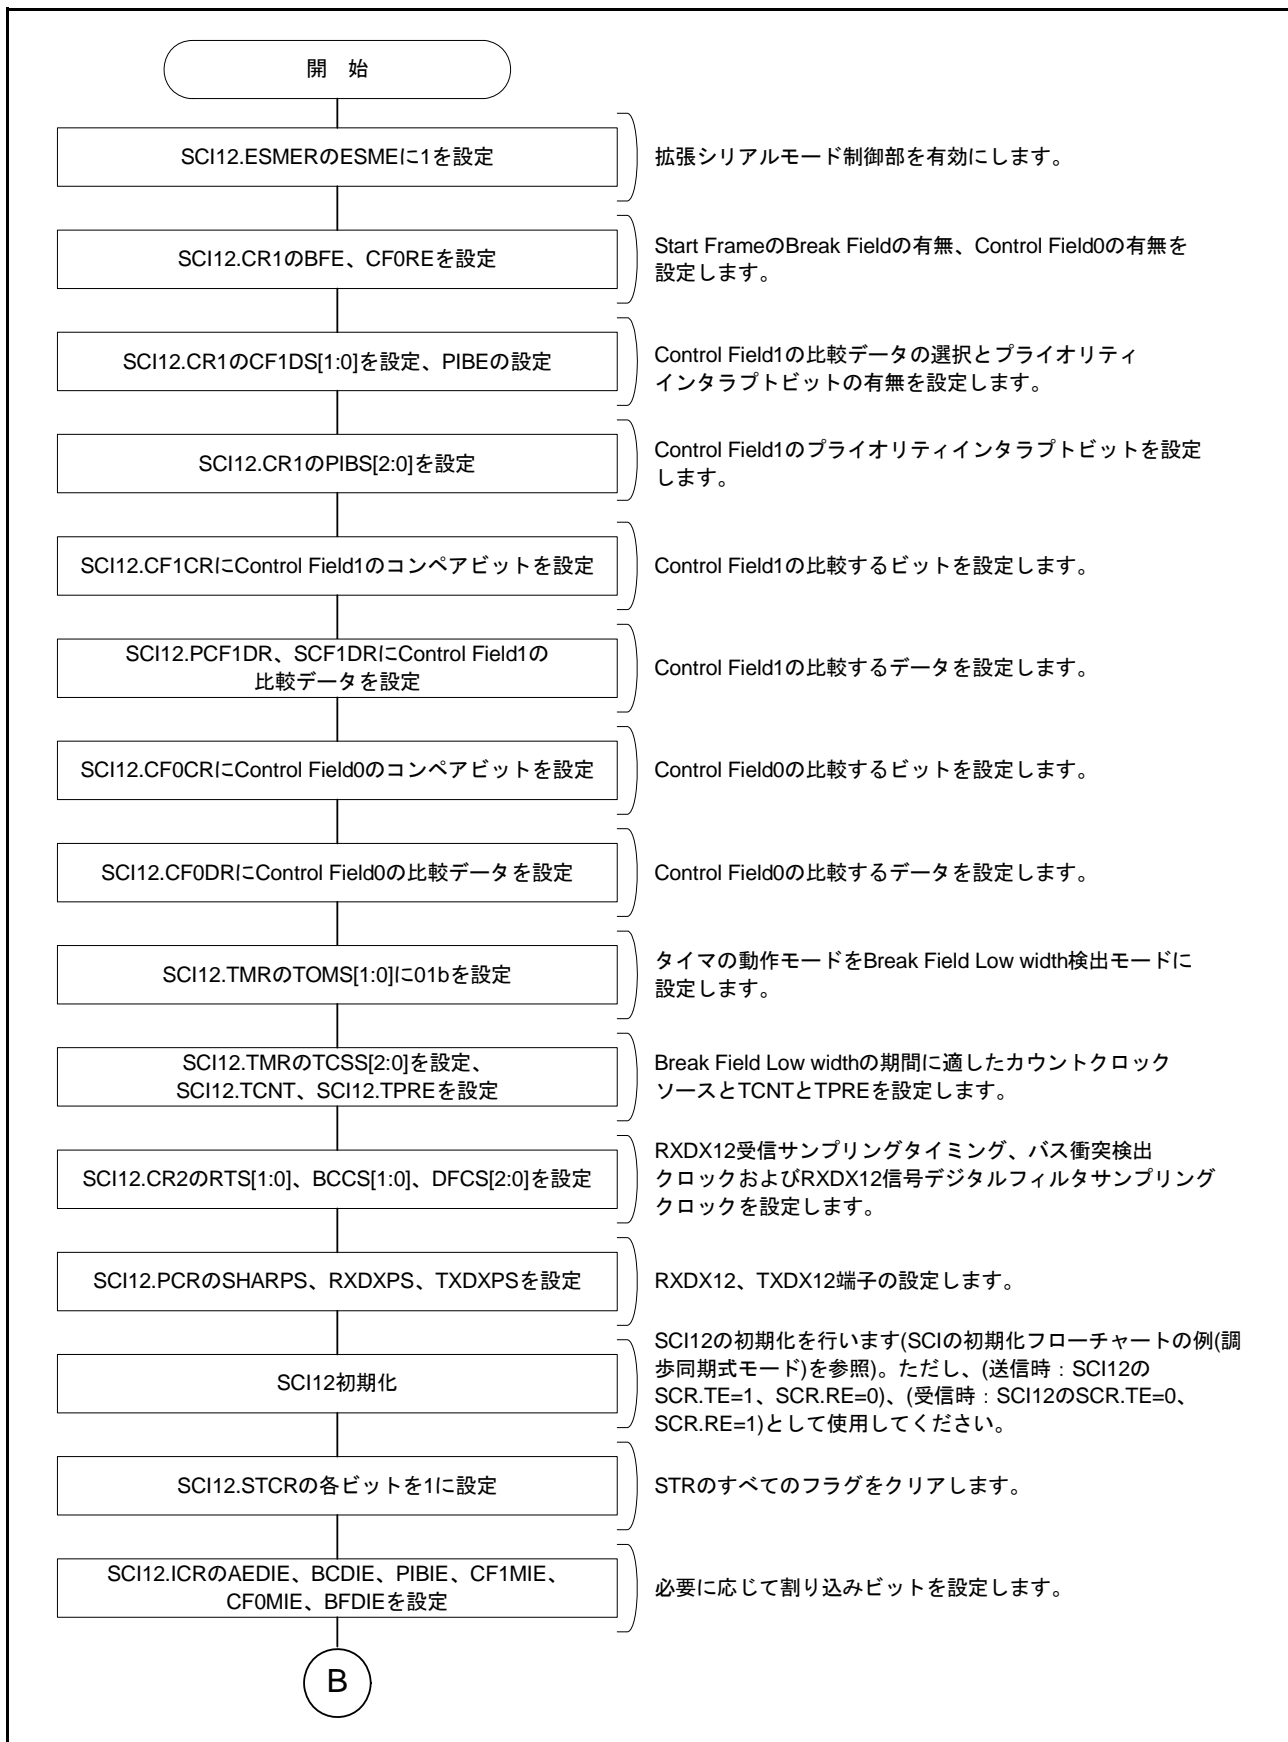 開 始
SCI12.ESMERのESMEに1を設定
拡張シリアルモード制御部を有効にします。
SCI12.CR1のBFE、CF0REを設定
Start FrameのBreak Fieldの有無、Control Field0の有無を
設定します。
SCI12.CR1のCF1DS[1:0]を設定、PIBEの設定
Control Field1の比較データの選択とプライオリティ
インタラプトビットの有無を設定します。
SCI12.CR1のPIBS[2:0]を設定
Control Field1のプライオリティインタラプトビットを設定
します。
SCI12.CF1CRにControl Field1のコンペアビットを設定
Control Field1の比較するビットを設定します。
SCI12.PCF1DR、SCF1DRにControl Field1の
比較データを設定
Control Field1の比較するデータを設定します。
SCI12.CF0CRにControl Field0のコンペアビットを設定
Control Field0の比較するビットを設定します。
SCI12.CF0DRにControl Field0の比較データを設定
Control Field0の比較するデータを設定します。
SCI12.TMRのTOMS[1:0]に01bを設定
タイマの動作モードをBreak Field Low width検出モードに
設定します。
SCI12.TMRのTCSS[2:0]を設定、
SCI12.TCNT、SCI12.TPREを設定
Break Field Low widthの期間に適したカウントクロック
ソースとTCNTとTPREを設定します。
SCI12.CR2のRTS[1:0]、BCCS[1:0]、DFCS[2:0]を設定
RXDX12受信サンプリングタイミング、バス衝突検出
クロックおよびRXDX12信号デジタルフィルタサンプリング
クロックを設定します。
SCI12.PCRのSHARPS、RXDXPS、TXDXPSを設定
RXDX12、TXDX12端子の設定します。
SCI12初期化
SCI12の初期化を行います(SCIの初期化フローチャートの例(調
歩同期式モード)を参照)。ただし、(送信時：SCI12の
SCR.TE=1、SCR.RE=0)、(受信時：SCI12のSCR.TE=0、
SCR.RE=1)として使用してください。
SCI12.STCRの各ビットを1に設定
STRのすべてのフラグをクリアします。
SCI12.ICRのAEDIE、BCDIE、PIBIE、CF1MIE、
CF0MIE、BFDIEを設定
必要に応じて割り込みビットを設定します。
B